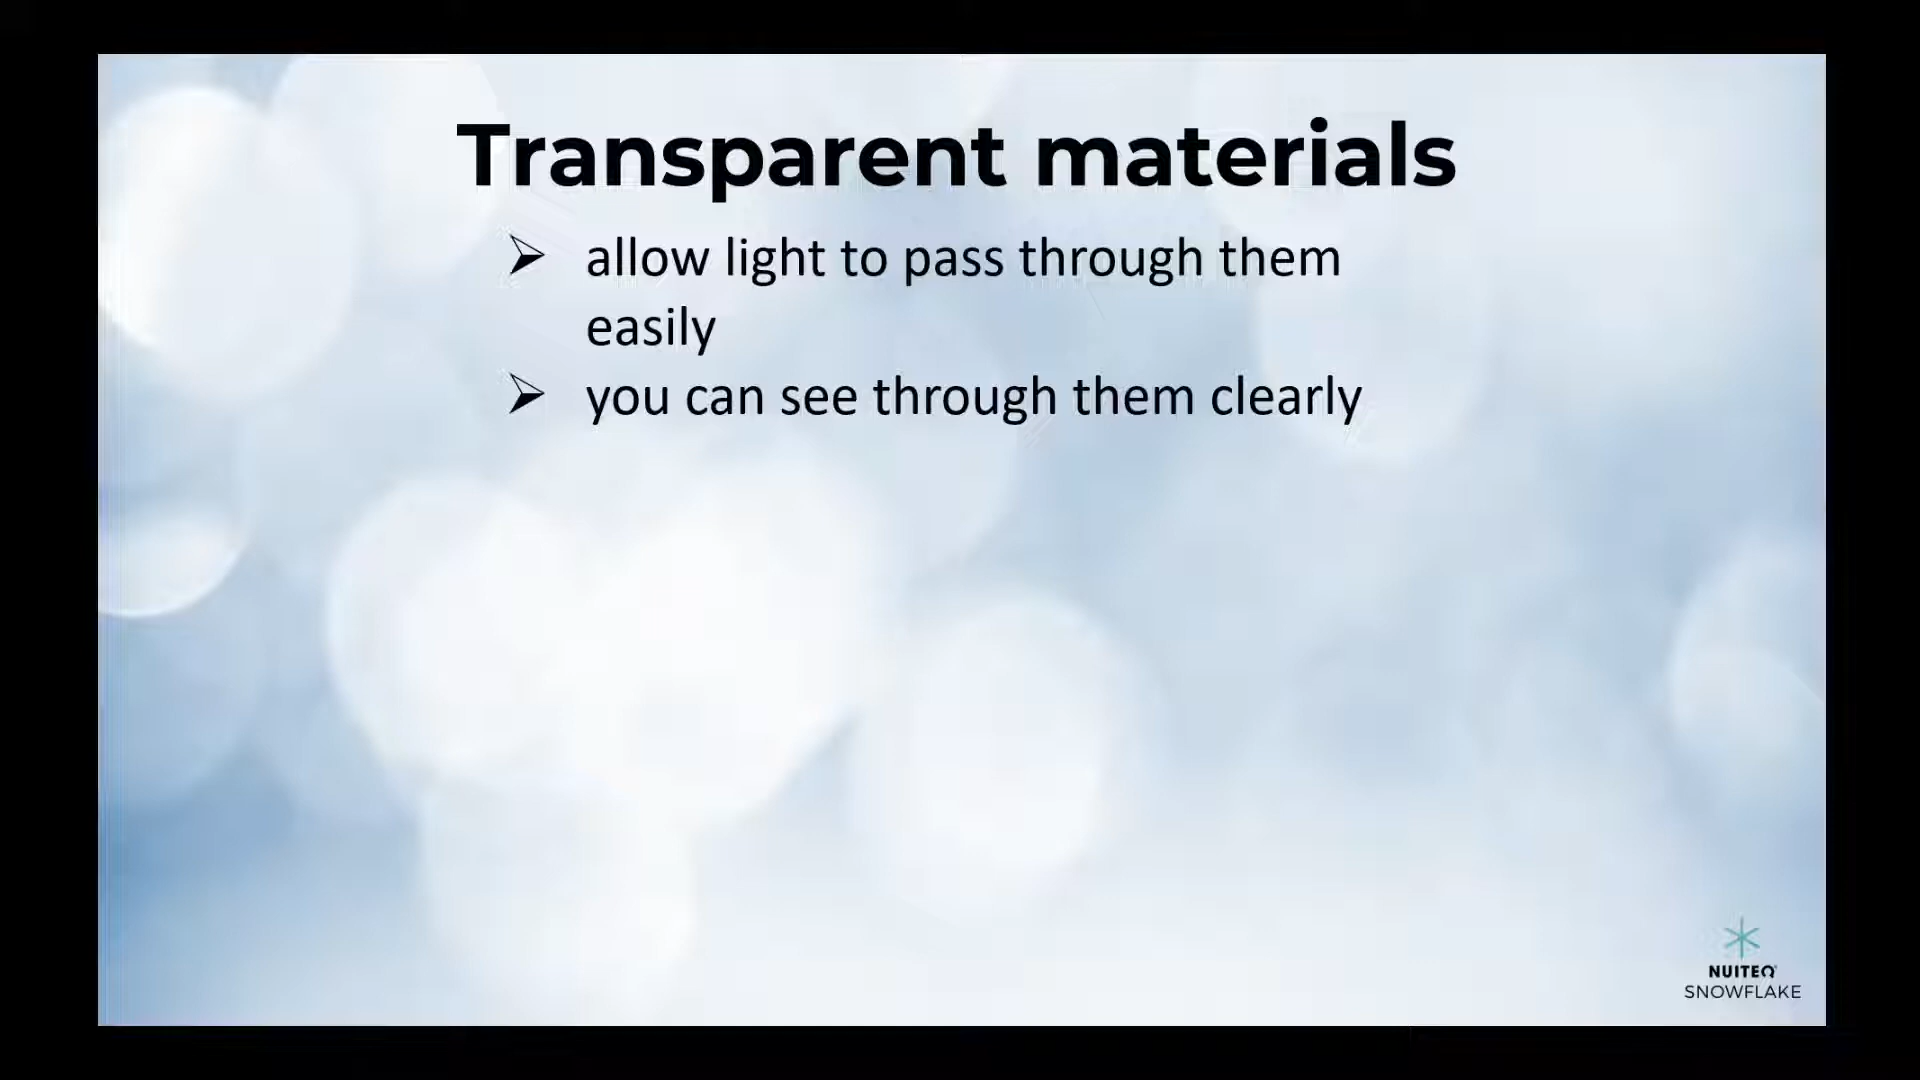 Transparent materials
➢ allow light to pass through them
easily
➢ you can see through them clearly
NUITEQ
SNOWFLAKE